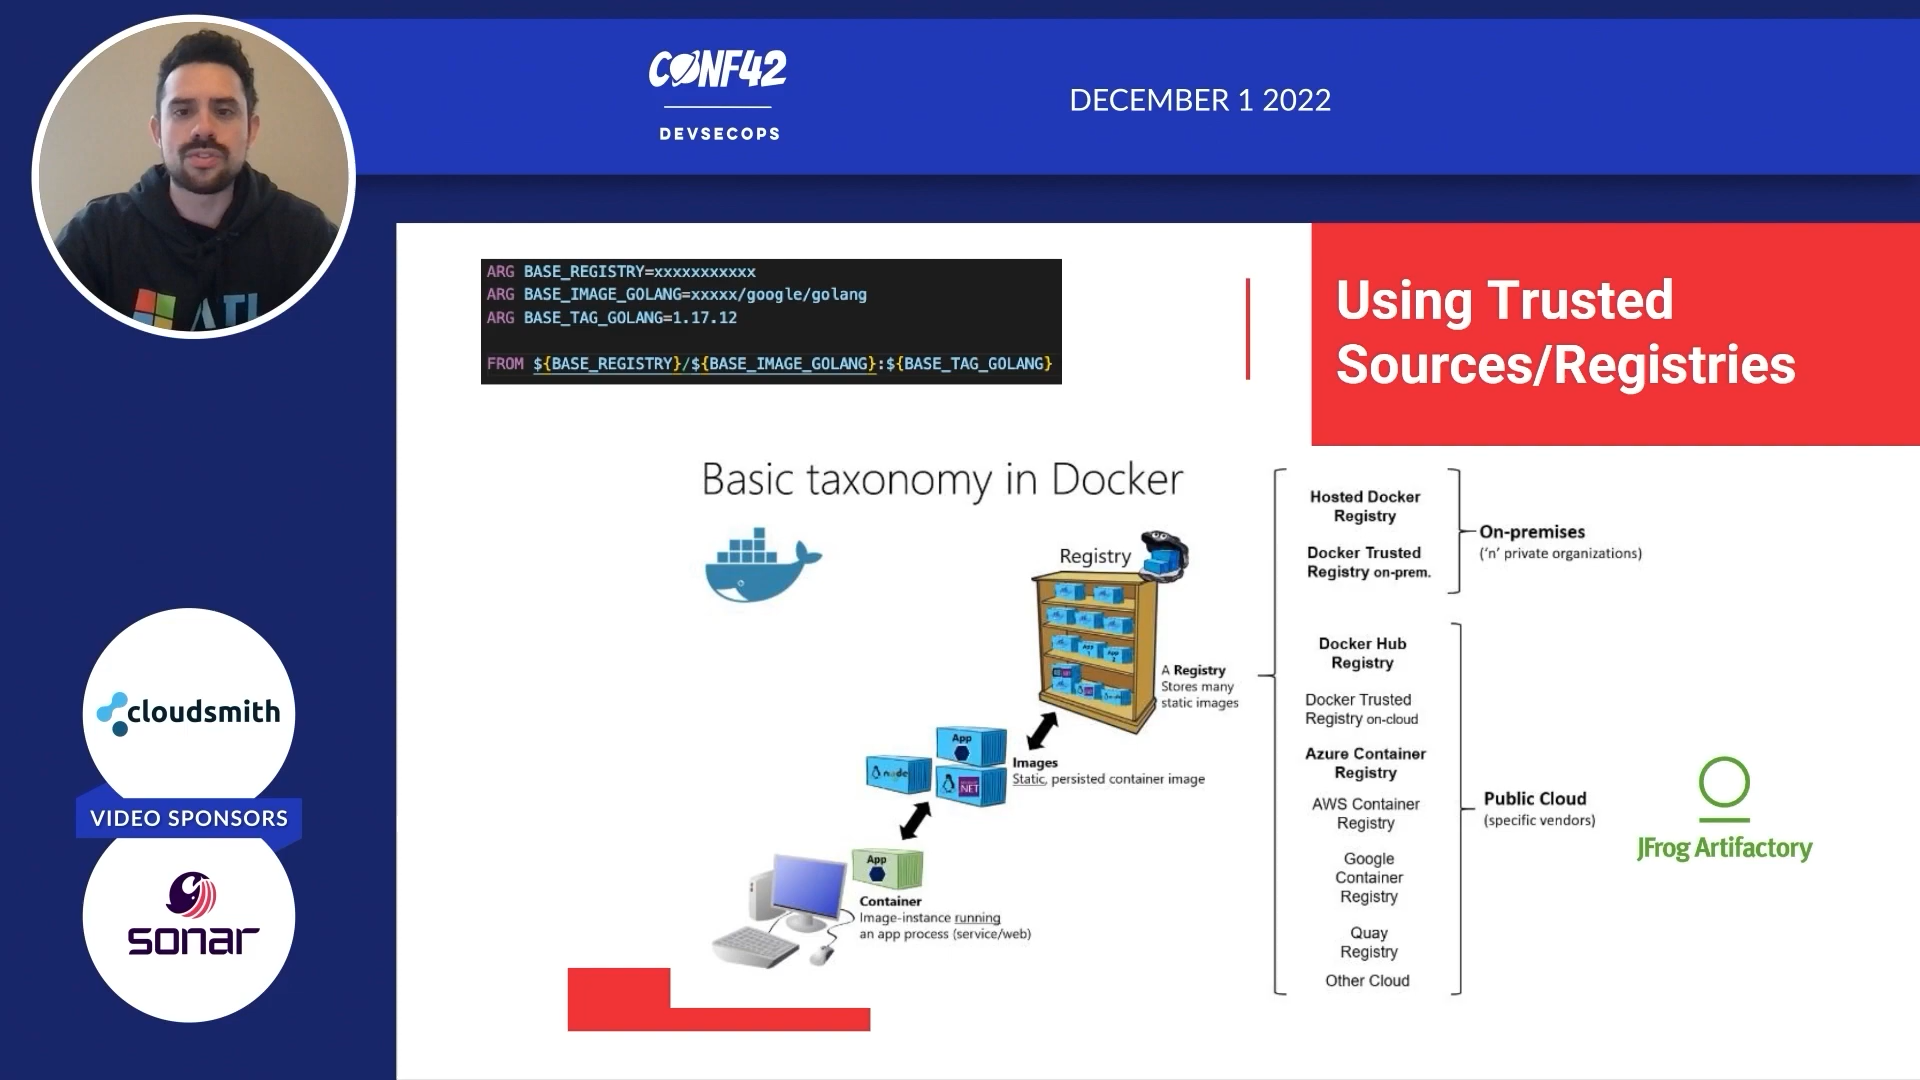 CONF42
DEVSECOPS
DECEMBER 1 2022
ARG BASE_REGISTRY=xxxxxxxxxxx
ARG BASE_IMAGE_GOLANG=xxxxx/google/golang
ARG BASE_TAG_GOLANG=1.17.12
FROM ${BASE_REGISTRY}/${BASE_IMAGE_GOLANG}:${BASE_TAG_GOLANG}
Using Trusted
Sources/Registries
Basic taxonomy in Docker
Registry
A Registry
Stores many
static images
App
node
.NET
Images
Static, persisted container image
App
Container
Image-instance running
an app process (service/web)
Hosted Docker
Registry
Docker Trusted
Registry on-prem.
On-premises
('n' private organizations)
Docker Hub
Registry
Docker Trusted
Registry on-cloud
Azure Container
Registry
AWS Container
Registry
Google
Container
Registry
Quay
Registry
Other Cloud
Public Cloud
(specific vendors)
JFrog Artifactory
cloudsmith
VIDEO SPONSORS
sonar